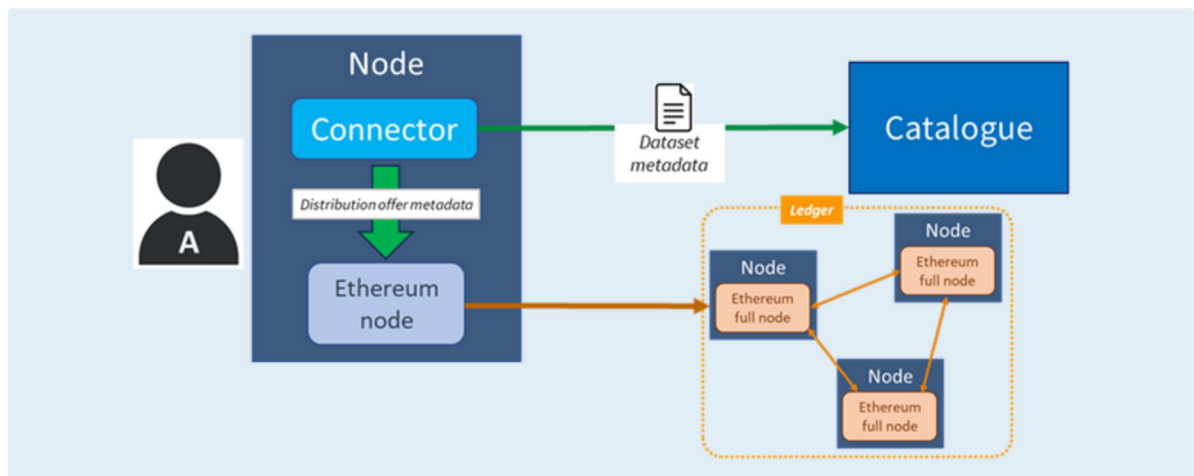 Node
Connector
Distribution offer metadata
Ethereum
node
A
Dataset
metadata
Catalogue
Ledger
Node
Ethereum
full node
Node
Ethereum
full node
Node
Ethereum
full node